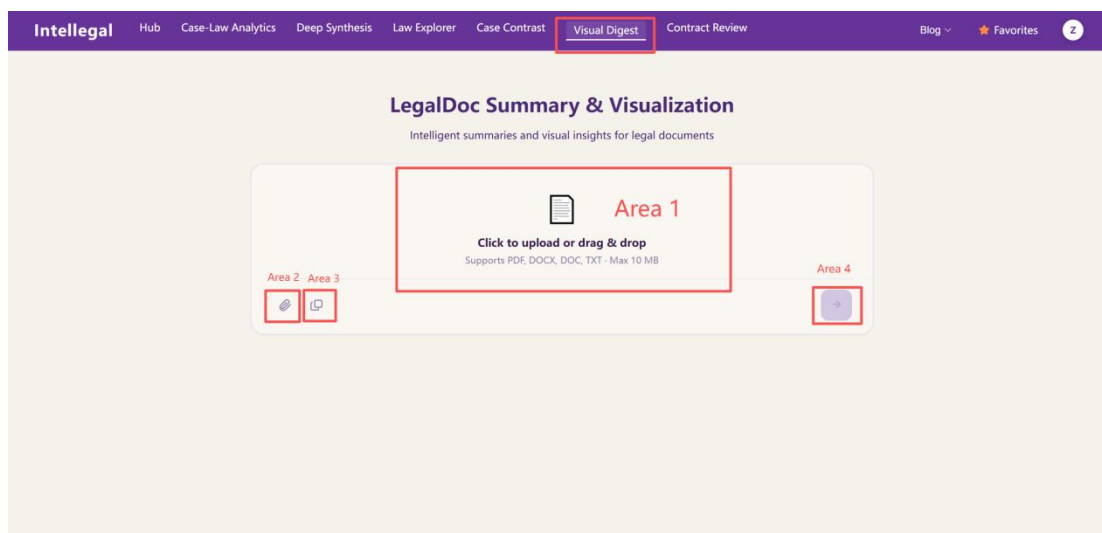 Intellegal Hub Case-Law Analytics Deep Synthesis Law Explorer Case Contrast Visual Digest Contract Review Blog Favorites Z
LegalDoc Summary & Visualization
Intelligent summaries and visual insights for legal documents
Area 1
Click to upload or drag & drop
Supports PDF, DOCX, DOC, TXT · Max 10 MB
Area 2 Area 3 Area 4